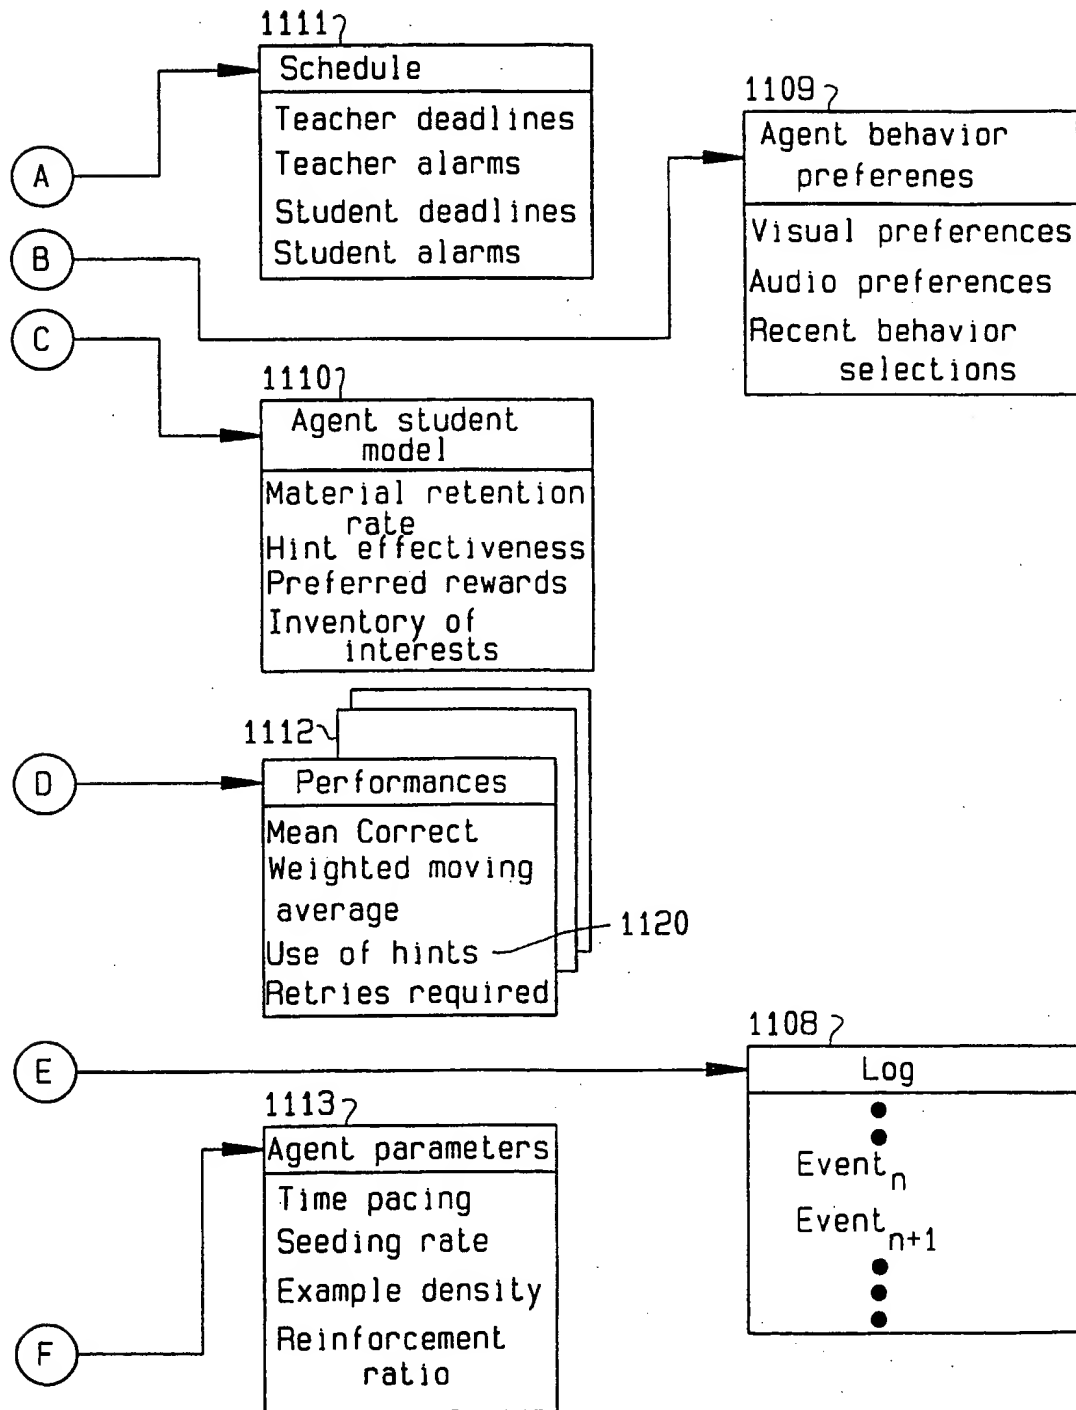 1111
Schedule
Teacher deadlines
Teacher alarms
Student deadlines
Student alarms
A
B
C
1109
Agent behavior
preferenes
Visual preferences
Audio preferences
Recent behavior
selections
1110
Agent student
model
Material retention
rate
Hint effectiveness
Preferred rewards
Inventory of
interests
1112
D
Performances
Mean Correct
Weighted moving
average
Use of hints
1120
Retries required
E
1108
Log
Event n
Event n+1
1113
Agent parameters
Time pacing
Seeding rate
Example density
Reinforcement
ratio
F